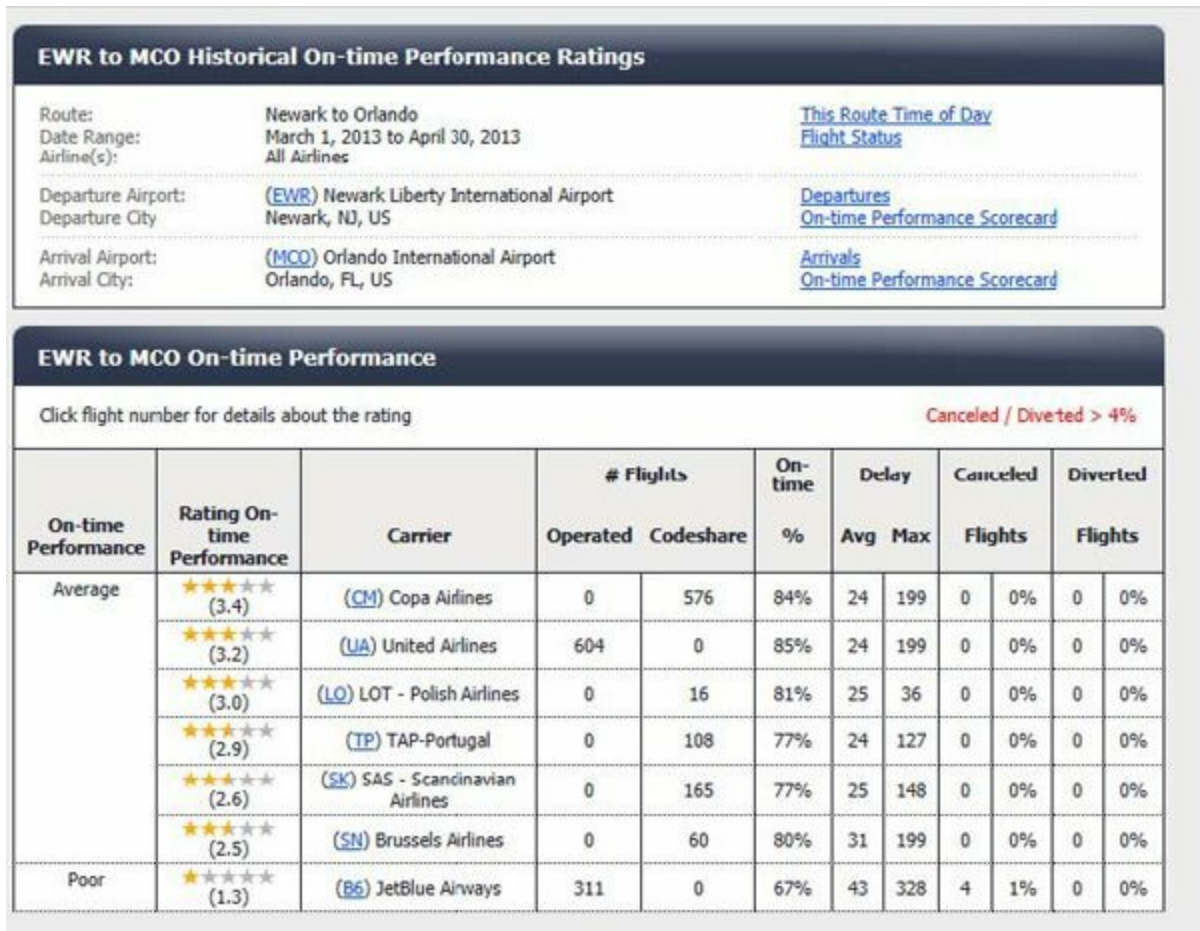 EWR to MCO Historical On-time Performance Ratings
Route: Newark to Orlando This Route Time of Day
Date Range: March 1, 2013 to April 30, 2013 Flight Status
Airline(s): All Airlines
Departure Airport: (EWR) Newark Liberty International Airport Departures
Departure City Newark, NJ, US On-time Performance Scorecard
Arrival Airport: (MCO) Orlando International Airport Arrivals
Arrival City: Orlando, FL, US On-time Performance Scorecard
EWR to MCO On-time Performance
Click flight number for details about the rating Canceled / Diverted > 4%
On-time Performance Rating On-time Performance Carrier # Flights Operated Codeshare On-time % Delay Avg Max Canceled Flights Diverted Flights
Average (3.4) (CM) Copa Airlines 0 576 84% 24 199 0 0% 0 0%
(3.2) (UA) United Airlines 604 0 85% 24 199 0 0% 0 0%
(3.0) (LO) LOT - Polish Airlines 0 16 81% 25 36 0 0% 0 0%
(2.9) (TP) TAP-Portugal 0 108 77% 24 127 0 0% 0 0%
(2.6) (SK) SAS - Scandinavian Airlines 0 165 77% 25 148 0 0% 0 0%
(2.5) (SN) Brussels Airlines 0 60 80% 31 199 0 0% 0 0%
Poor (1.3) (B6) JetBlue Airways 311 0 67% 43 328 4 1% 0 0%